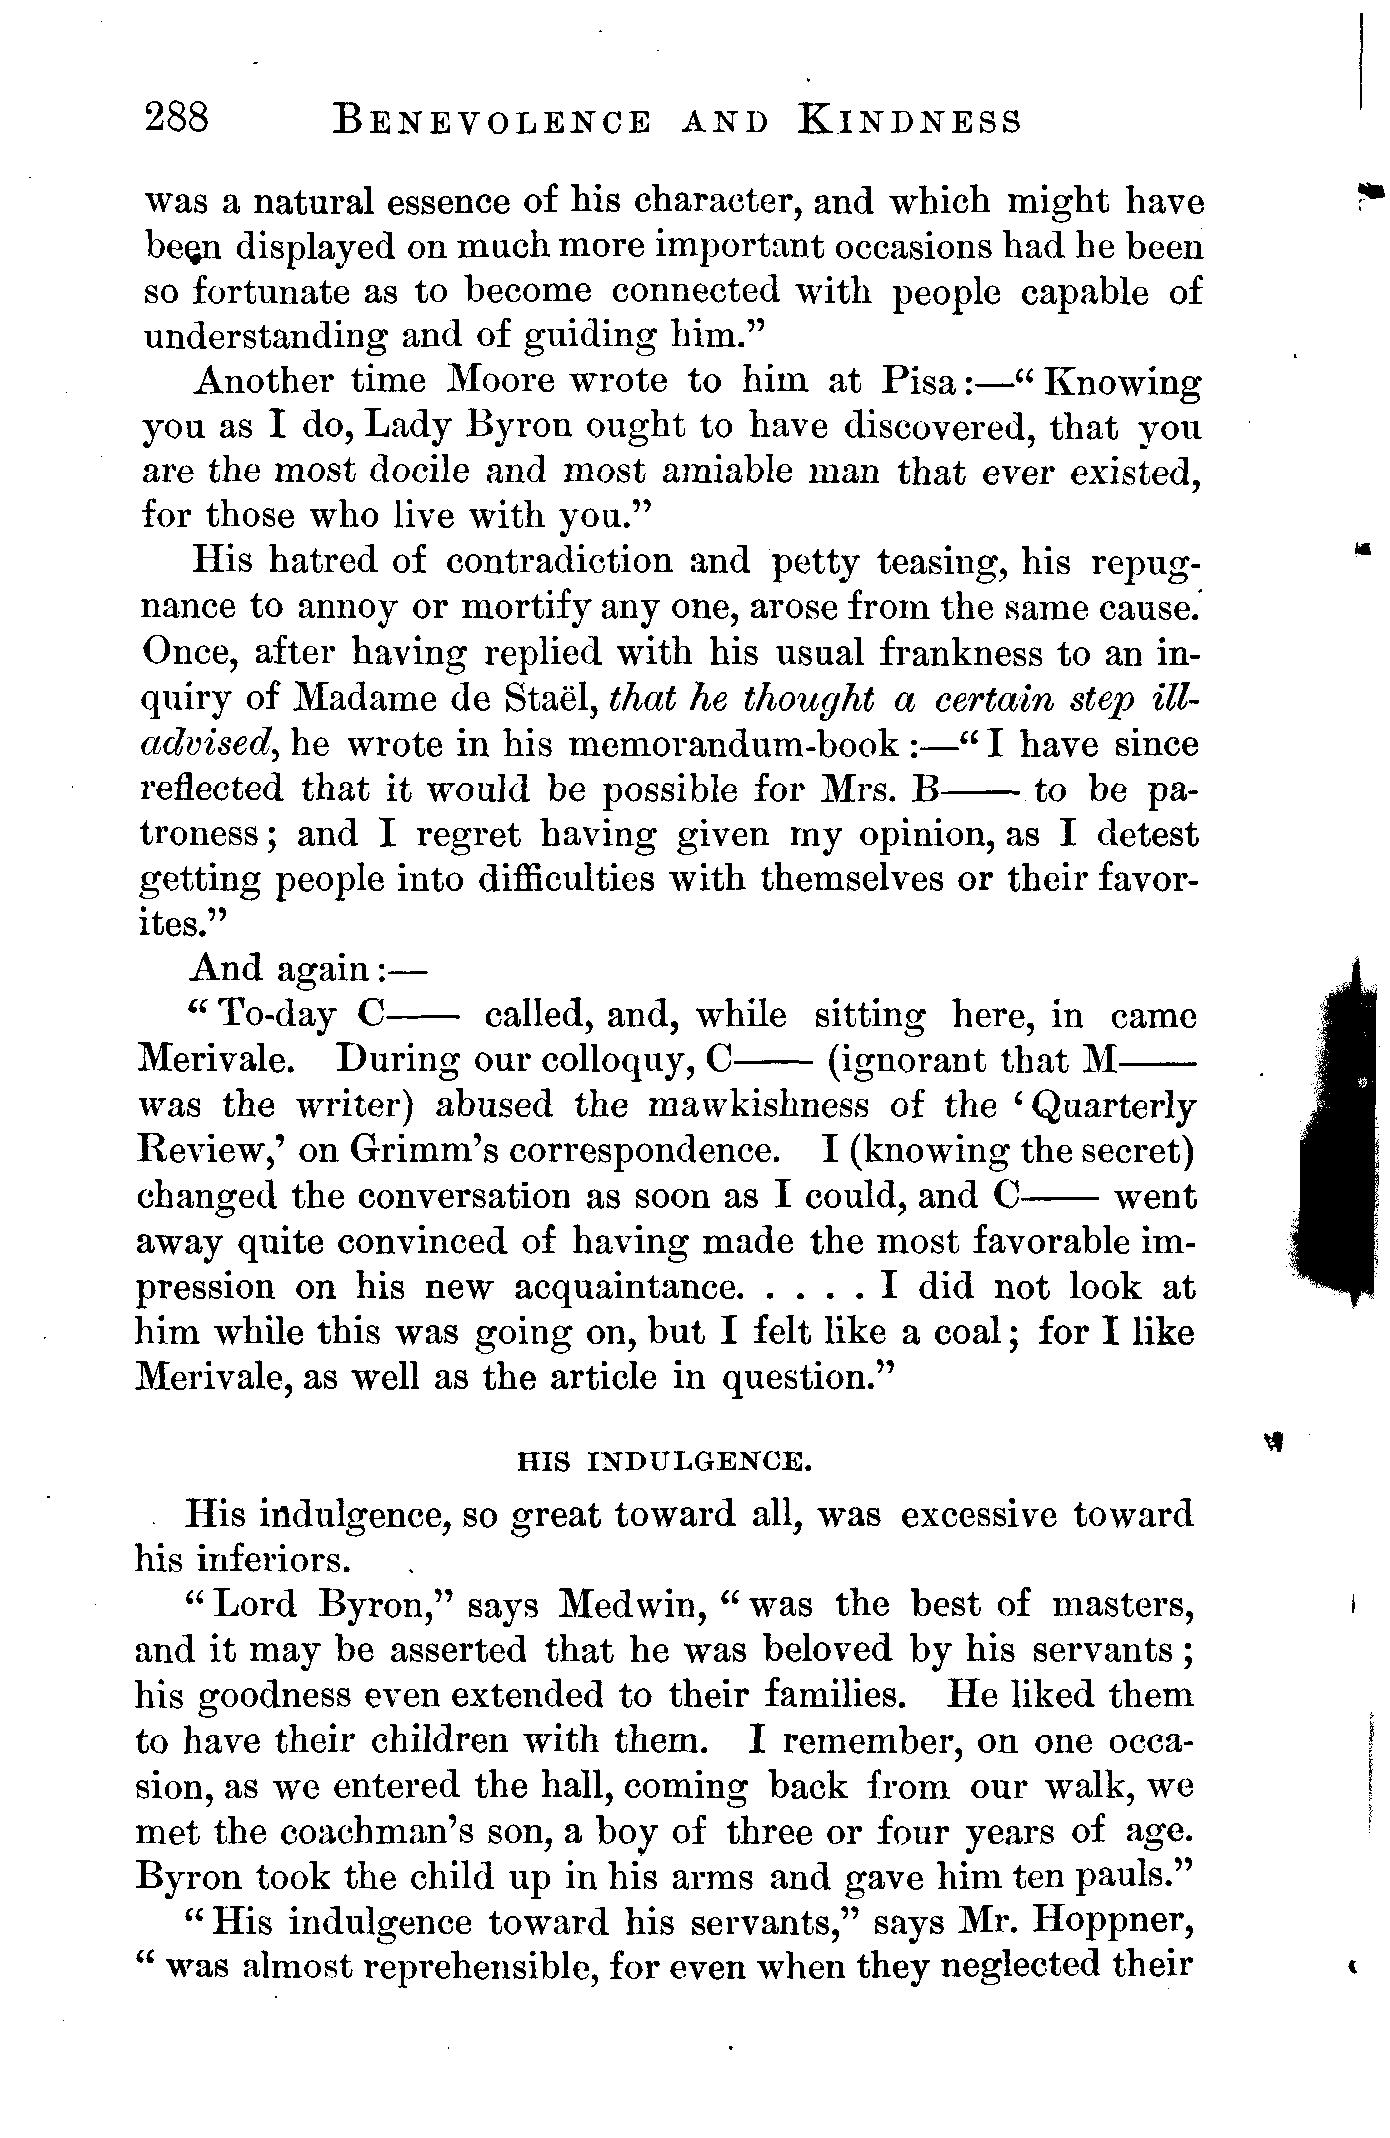 288 BENEVOLENCE AND KINDNESS
was a natural essence of his character, and which might have
been displayed on much more important occasions had he been
so fortunate as to become connected with people capable of
understanding and of guiding him.”
Another time Moore wrote to him at Pisa:—“Knowing
you as I do, Lady Byron ought to have discovered, that you
are the most docile and most amiable man that ever existed,
for those who live with you.”
His hatred of contradiction and petty teasing, his repug-
nance to annoy or mortify any one, arose from the same cause.
Once, after having replied with his usual frankness to an in-
quiry of Madame de Staël, that he thought a certain step ill-
advised, he wrote in his memorandum-book:—“I have since
reflected that it would be possible for Mrs. B—— to be pa-
troness; and I regret having given my opinion, as I detest
getting people into difficulties with themselves or their favor-
ites.”
And again:—
“To-day C—— called, and, while sitting here, in came
Merivale. During our colloquy, C—— (ignorant that M——
was the writer) abused the mawkishness of the ‘Quarterly
Review,’ on Grimm’s correspondence. I (knowing the secret)
changed the conversation as soon as I could, and C—— went
away quite convinced of having made the most favorable im-
pression on his new acquaintance. . . . . I did not look at
him while this was going on, but I felt like a coal; for I like
Merivale, as well as the article in question.”
HIS INDULGENCE.
His indulgence, so great toward all, was excessive toward
his inferiors.
“Lord Byron,” says Medwin, “was the best of masters,
and it may be asserted that he was beloved by his servants;
his goodness even extended to their families. He liked them
to have their children with them. I remember, on one occa-
sion, as we entered the hall, coming back from our walk, we
met the coachman’s son, a boy of three or four years of age.
Byron took the child up in his arms and gave him ten pauls.”
“His indulgence toward his servants,” says Mr. Hoppner,
“was almost reprehensible, for even when they neglected their